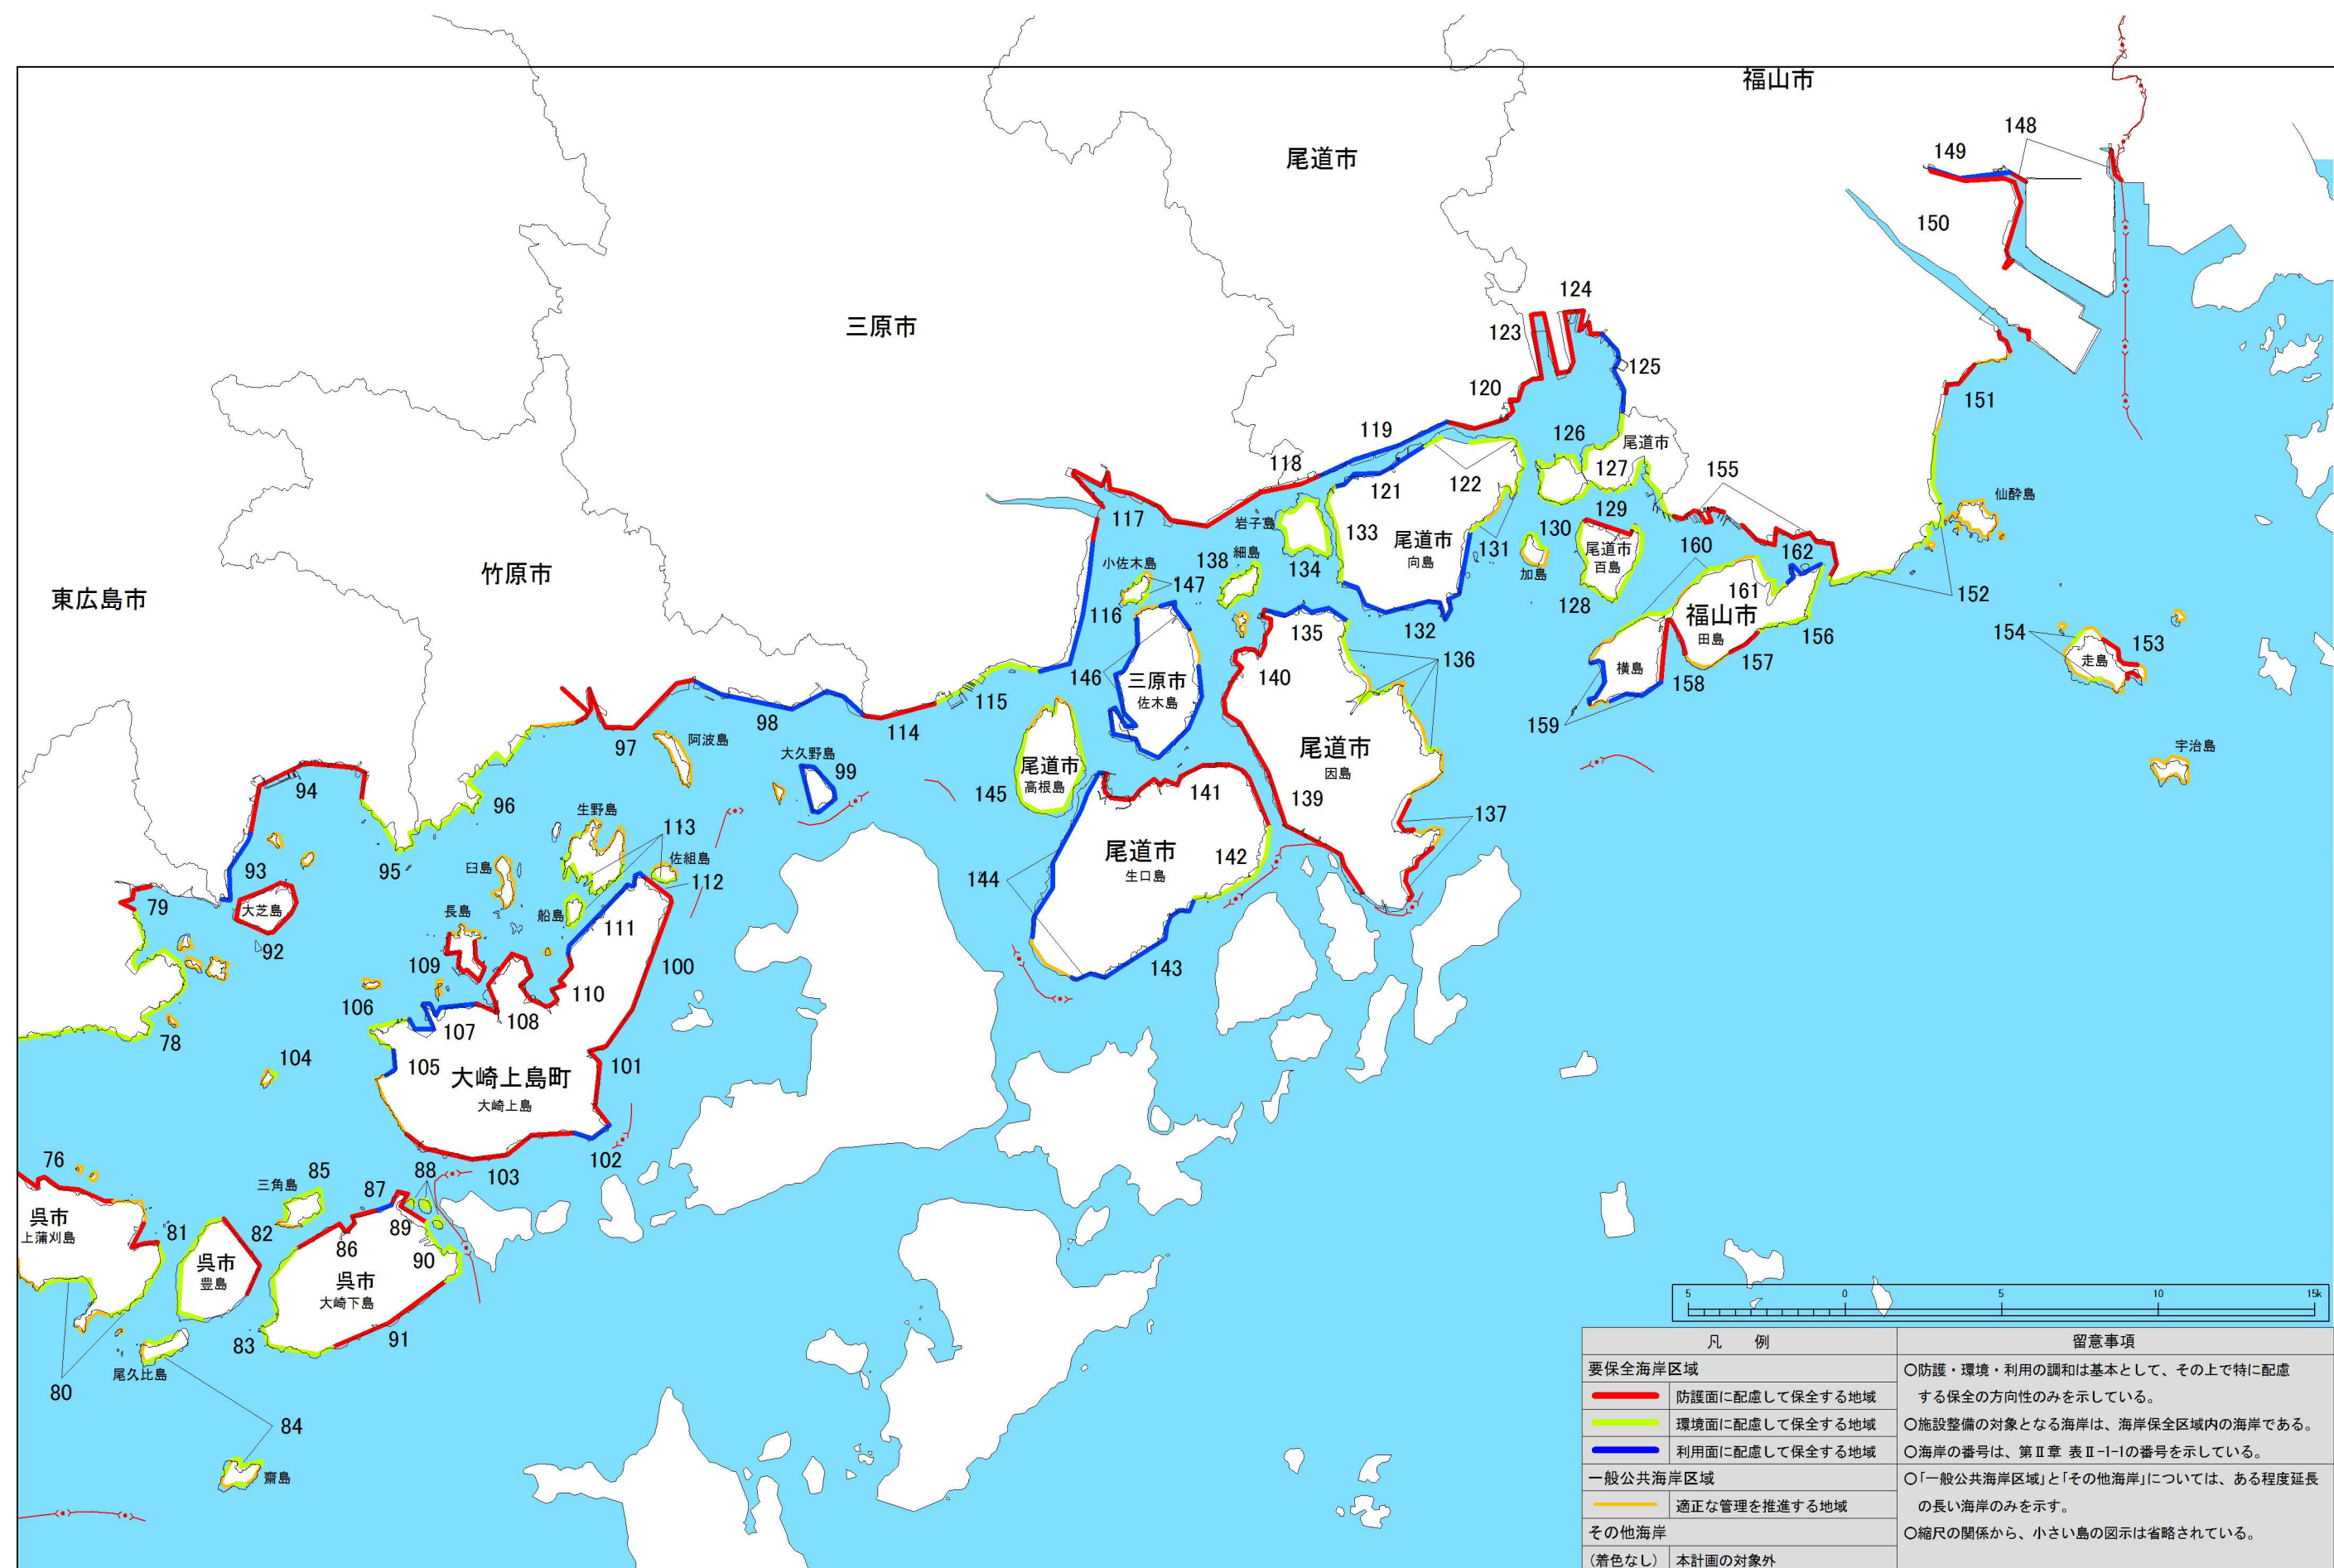 福山市
148
149
尾道市
150
124
三原市
123
125
120
151
119
126
尾道市
118
127
155
121
122
仙酔島
117
岩子島
133
129
尾道市
向島
130
尾道市
百島
160
162
131
138
細島
小佐木島
134
加島
竹原市
147
161
東広島市
128
152
116
福山市
田島
135
132
156
154
153
136
157
146
走島
横島
三原市
佐木島
140
158
115
98
114
159
97
阿波島
大久野島
尾道市
因島
宇治島
尾道市
高根島
99
94
145
141
96
生野島
139
137
113
尾道市
生口島
142
臼島
佐組島
95
93
144
112
79
長島
船島
大芝島
111
92
109
143
100
110
106
108
107
78
104
105
大崎上島町
大崎上島
101
76
102
三角島
85
88
103
87
呉市
上蒲刈島
81
82
89
86
90
呉市
豊島
呉市
大崎下島
5
0
5
10
15k
83
91
尾久比島
80
84
齋島
凡 例
留意事項
要保全海岸区域
〇防護・環境・利用の調和は基本として、その上で特に配慮
防護面に配慮して保全する地域
する保全の方向性のみを示している。
環境面に配慮して保全する地域
〇施設整備の対象となる海岸は、海岸保全区域内の海岸である。
利用面に配慮して保全する地域
〇海岸の番号は、第Ⅱ章 表Ⅱ-1-1の番号を示している。
一般公共海岸区域
〇「一般公共海岸区域」と「その他海岸」については、ある程度延長
適正な管理を推進する地域
の長い海岸のみを示す。
その他海岸
〇縮尺の関係から、小さい島の図示は省略されている。
(着色なし)
本計画の対象外